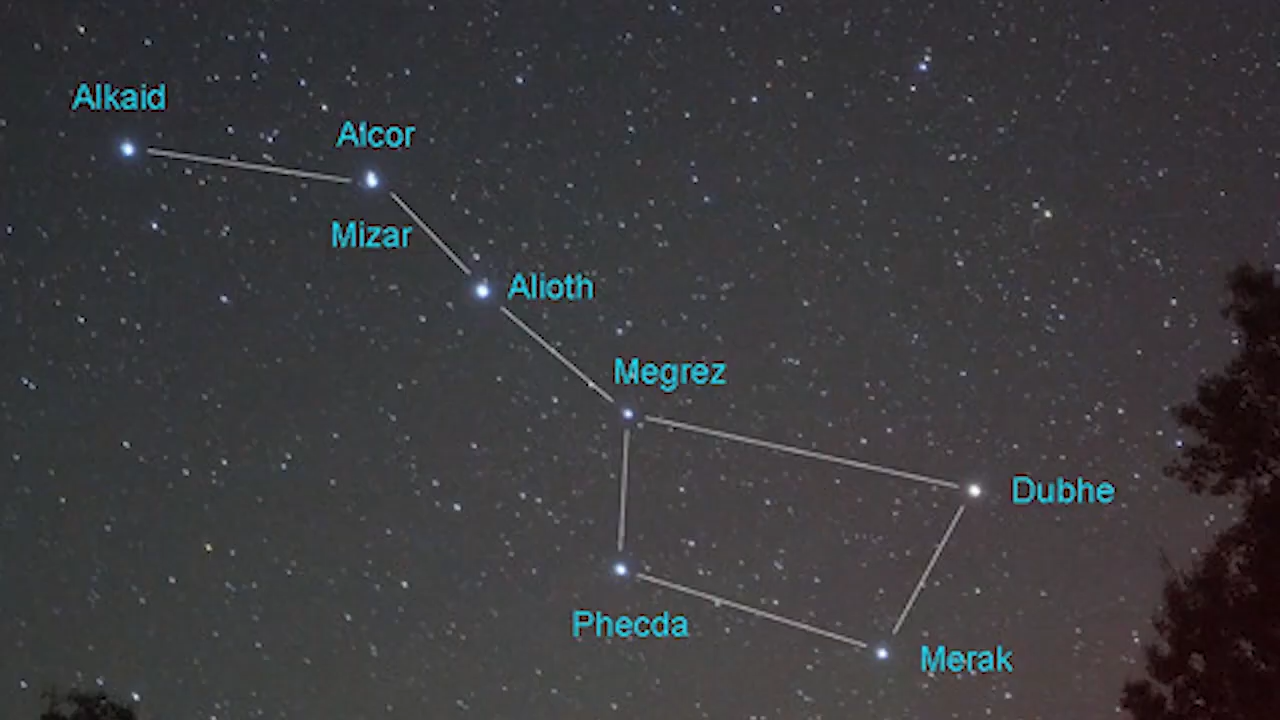 Alkaid
Alcor
Mizar
Alioth
Megrez
Dubhe
Phecda
Merak